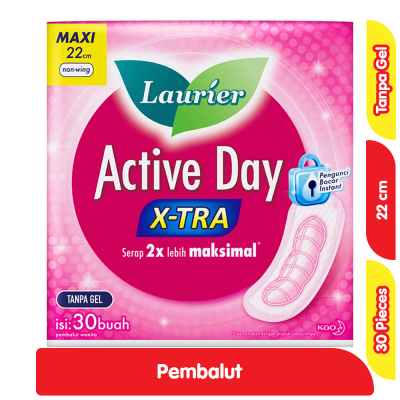 MAXI
22cm
non-wing
Laurier
Active Day
X-TRA
Serap 2x lebih maksimal*
Pengunci
Bocor
Instant
TANPA GEL
isi: 30 buah
pembalut wanita
Kao
Tanpa Gel
22 cm
30 Pieces
Pembalut